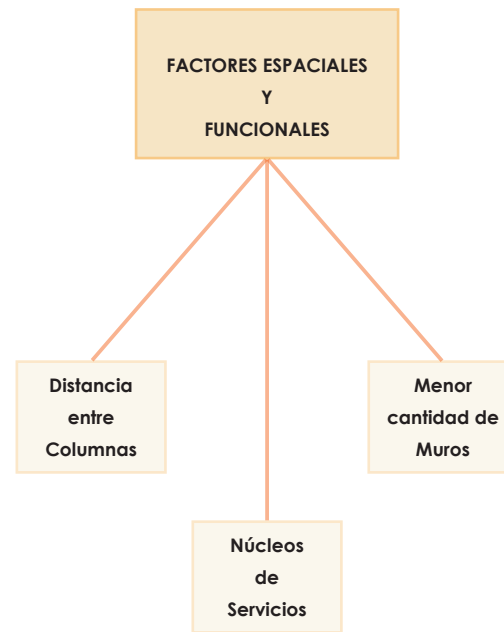 FACTORES ESPACIALES
Y
FUNCIONALES
Distancia
entre
Columnas
Menor
cantidad de
Muros
Núcleos
de
Servicios